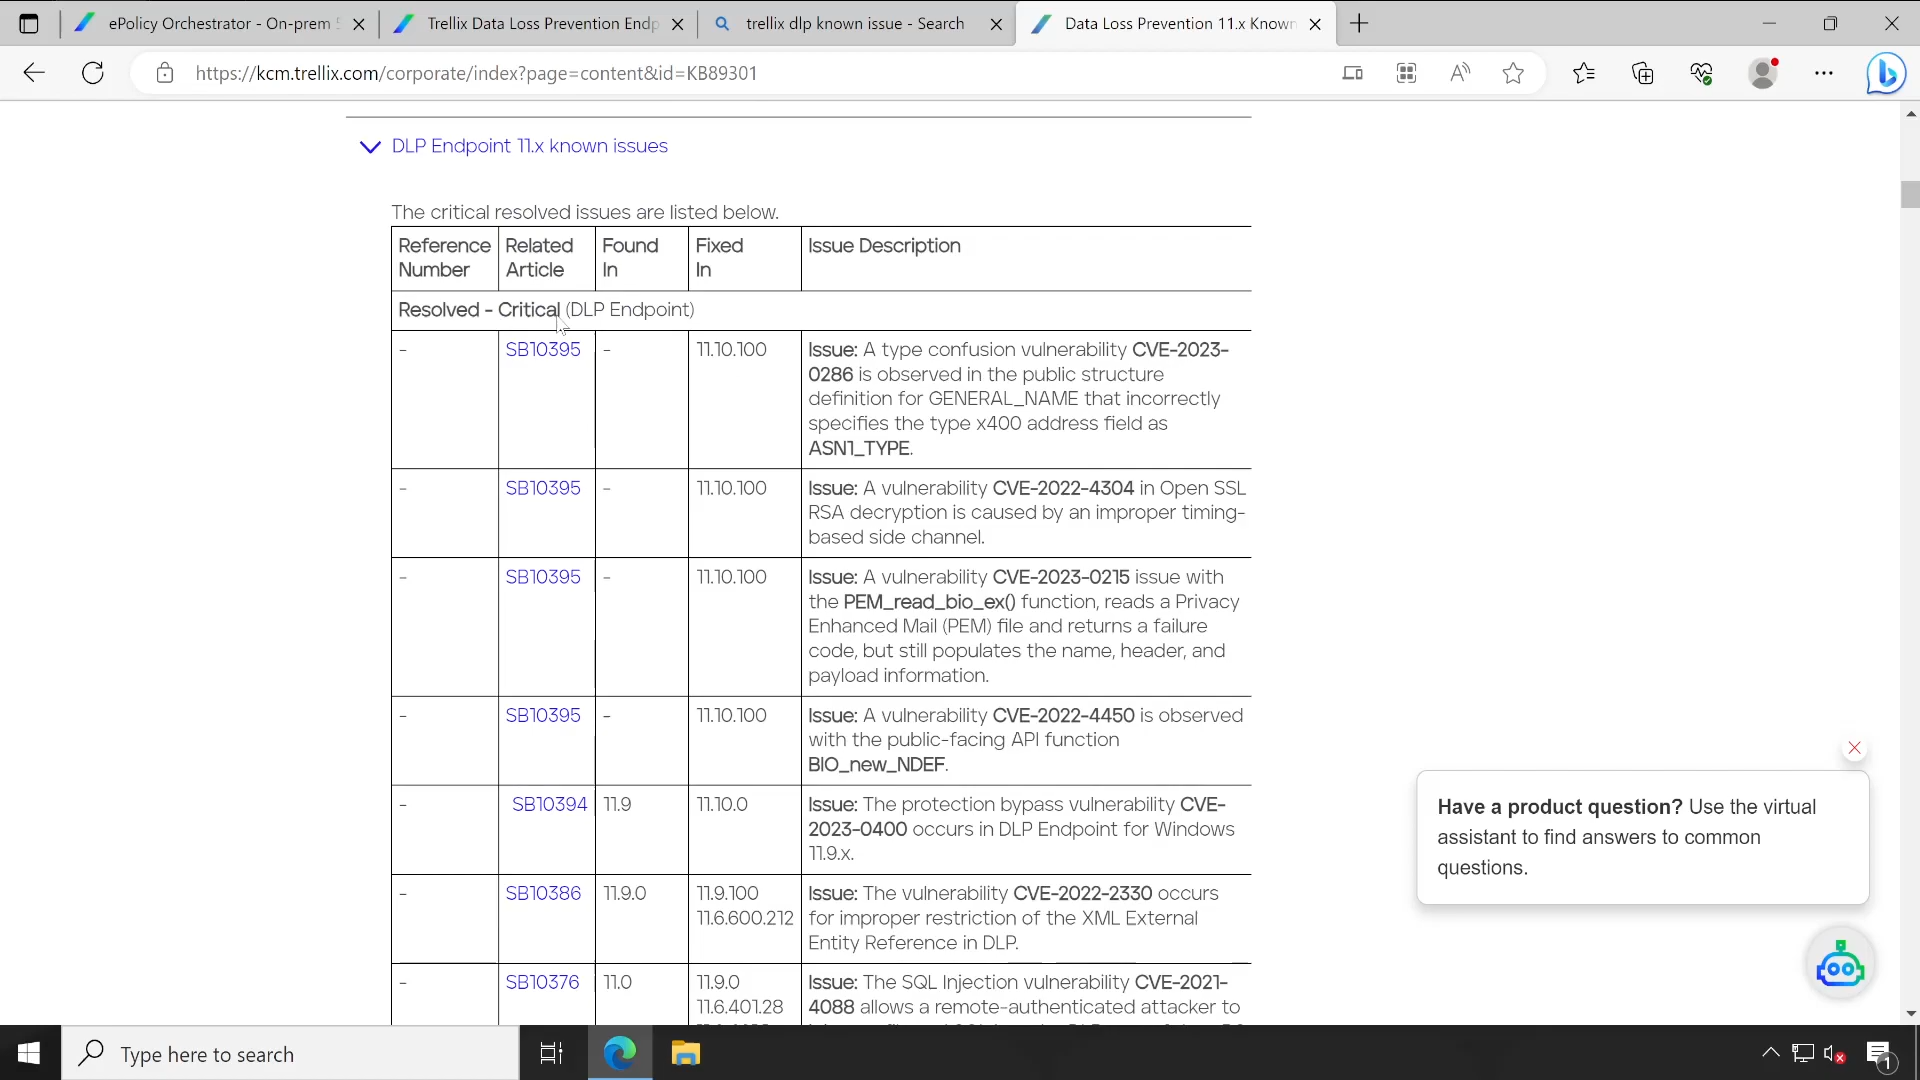 ePolicy Orchestrator - On-prem
Trellix Data Loss Prevention Endp
trellix dlp known issue - Search
Data Loss Prevention 11.x Known
https://kcm.trellix.com/corporate/index?page=content&id=KB89301
DLP Endpoint 11.x known issues
The critical resolved issues are listed below.
Reference Number
Related Article
Found In
Fixed In
Issue Description
Resolved - Critical (DLP Endpoint)
- SB10395 - 11.10.100 Issue: A type confusion vulnerability CVE-2023-
0286 is observed in the public structure
definition for GENERAL_NAME that incorrectly
specifies the type x400 address field as
ASN1_TYPE.
- SB10395 - 11.10.100 Issue: A vulnerability CVE-2022-4304 in Open SSL
RSA decryption is caused by an improper timing-
based side channel.
- SB10395 - 11.10.100 Issue: A vulnerability CVE-2023-0215 issue with
the PEM_read_bio_ex() function, reads a Privacy
Enhanced Mail (PEM) file and returns a failure
code, but still populates the name, header, and
payload information.
- SB10395 - 11.10.100 Issue: A vulnerability CVE-2022-4450 is observed
with the public-facing API function
BIO_new_NDEF.
- SB10394 11.9 11.10.0 Issue: The protection bypass vulnerability CVE-
2023-0400 occurs in DLP Endpoint for Windows
11.9.x.
- SB10386 11.9.0 11.9.100 Issue: The vulnerability CVE-2022-2330 occurs
11.6.600.212 for improper restriction of the XML External
Entity Reference in DLP.
- SB10376 11.0 11.9.0 Issue: The SQL Injection vulnerability CVE-2021-
11.6.401.28 4088 allows a remote-authenticated attacker to
Have a product question? Use the virtual
assistant to find answers to common
questions.
Type here to search
1